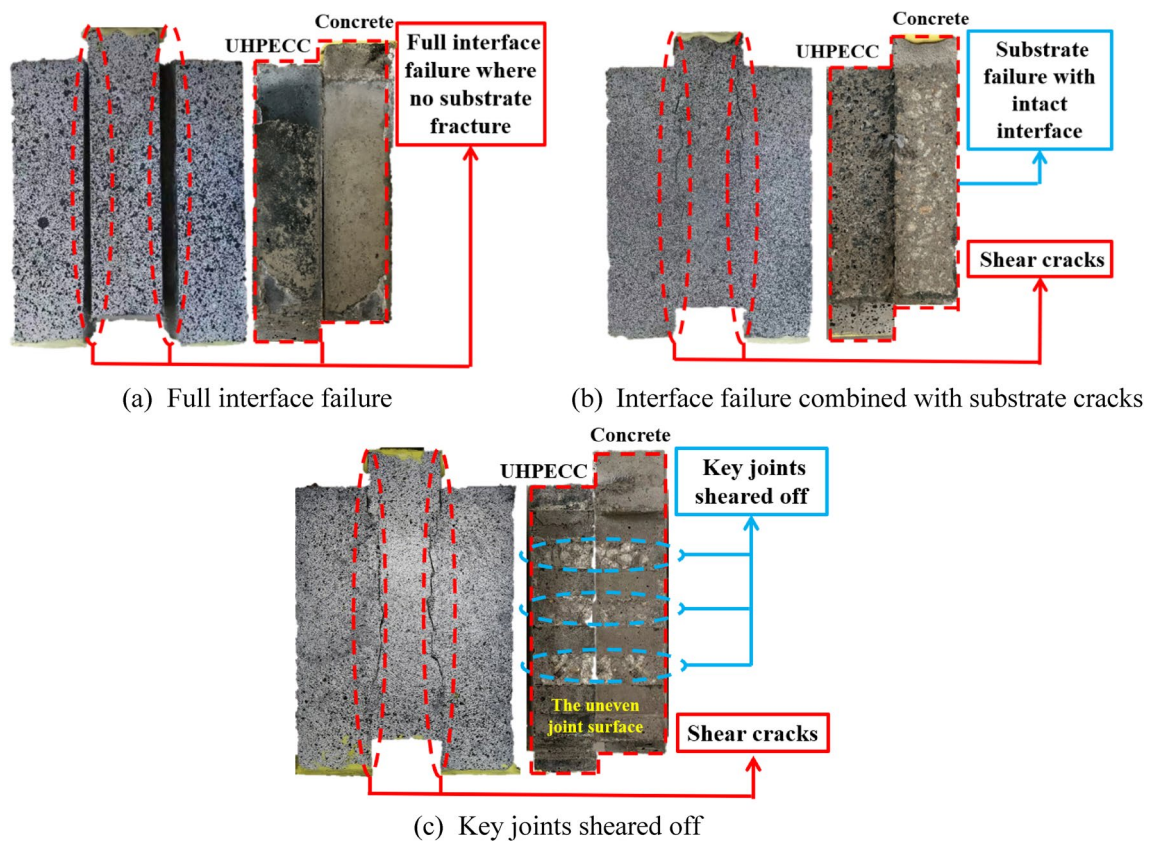 Concrete
UHPECC
Full interface
failure where
no substrate
fracture
(a) Full interface failure
Concrete
UHPECC
Substrate
failure with
intact
interface
Shear cracks
(b) Interface failure combined with substrate cracks
Concrete
UHPECC
Key joints
sheared off
The uneven
joint surface
Shear cracks
(c) Key joints sheared off